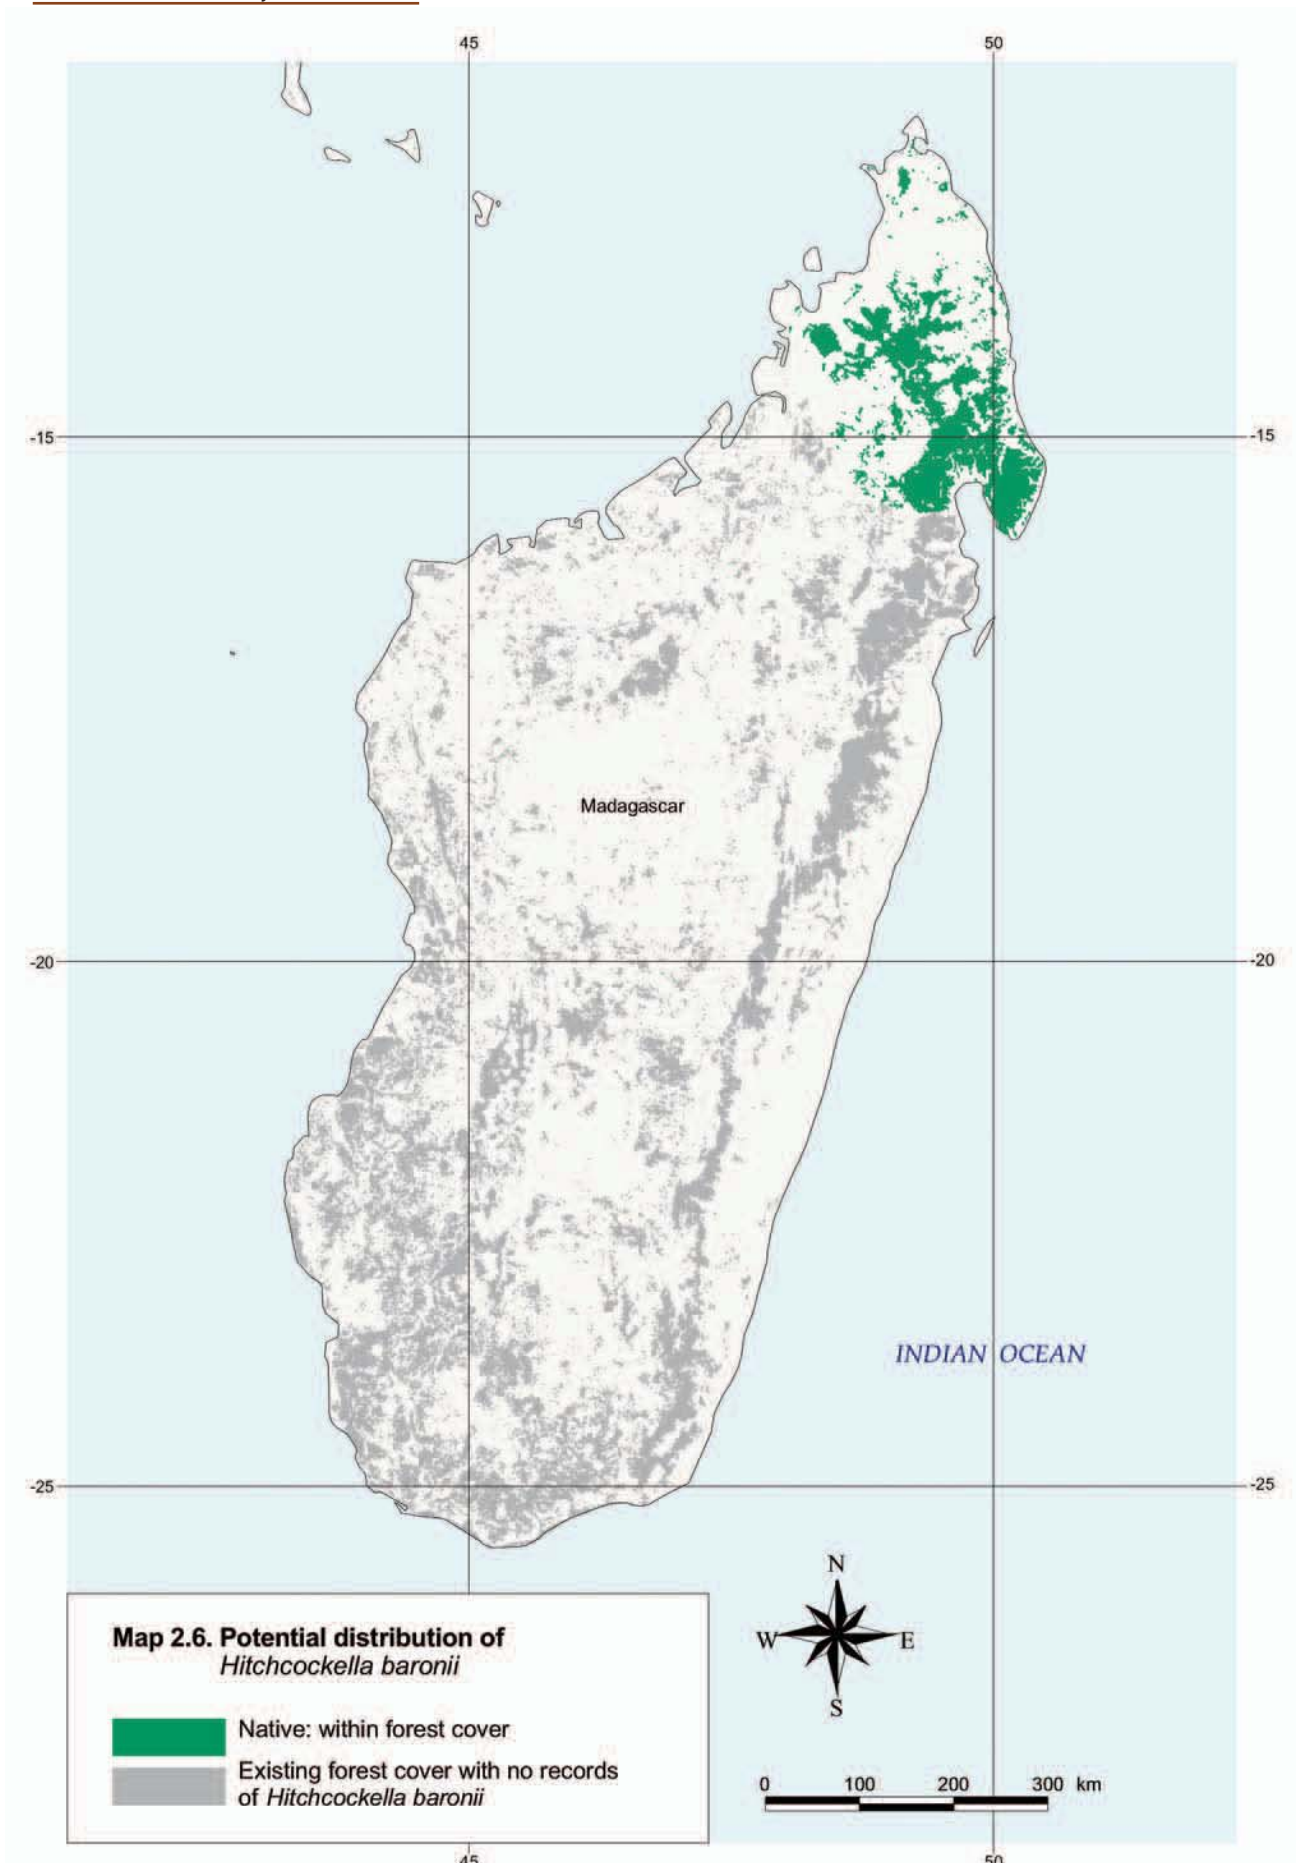 45 50
-15 -15
Madagascar
-20 -20
INDIAN OCEAN
-25 -25
N
W E
S
Map 2.6. Potential distribution of
Hitchcockella baronii
Native: within forest cover
Existing forest cover with no records
of Hitchcockella baronii
0 100 200 300 km
45 50